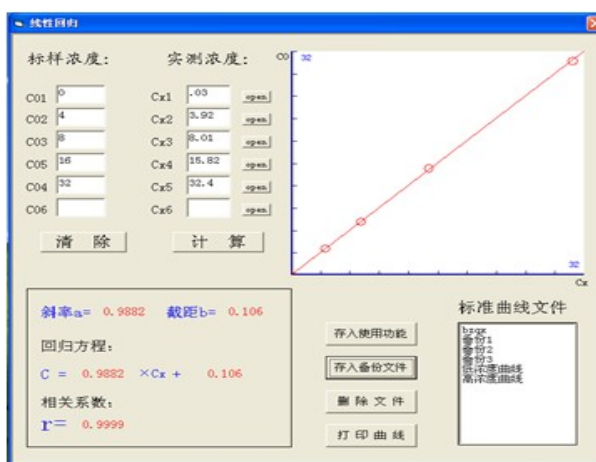 线性回归
标样浓度： 实测浓度：
C01 0 Cx1 .03 open
C02 4 Cx2 3.92 open
C03 8 Cx3 8.01 open
C05 16 Cx4 15.82 open
C04 32 Cx5 32.4 open
C06 Cx6 open
清 除 计 算
C0 32
32
Cx
斜率a= 0.9882 截距b= 0.106
回归方程：
C = 0.9882 ×Cx + 0.106
相关系数：
r= 0.9999
存入使用功能
存入备份文件
删 除 文 件
打 印 曲 线
标准曲线文件
bzqx
备份1
备份2
备份3
低浓度曲线
高浓度曲线